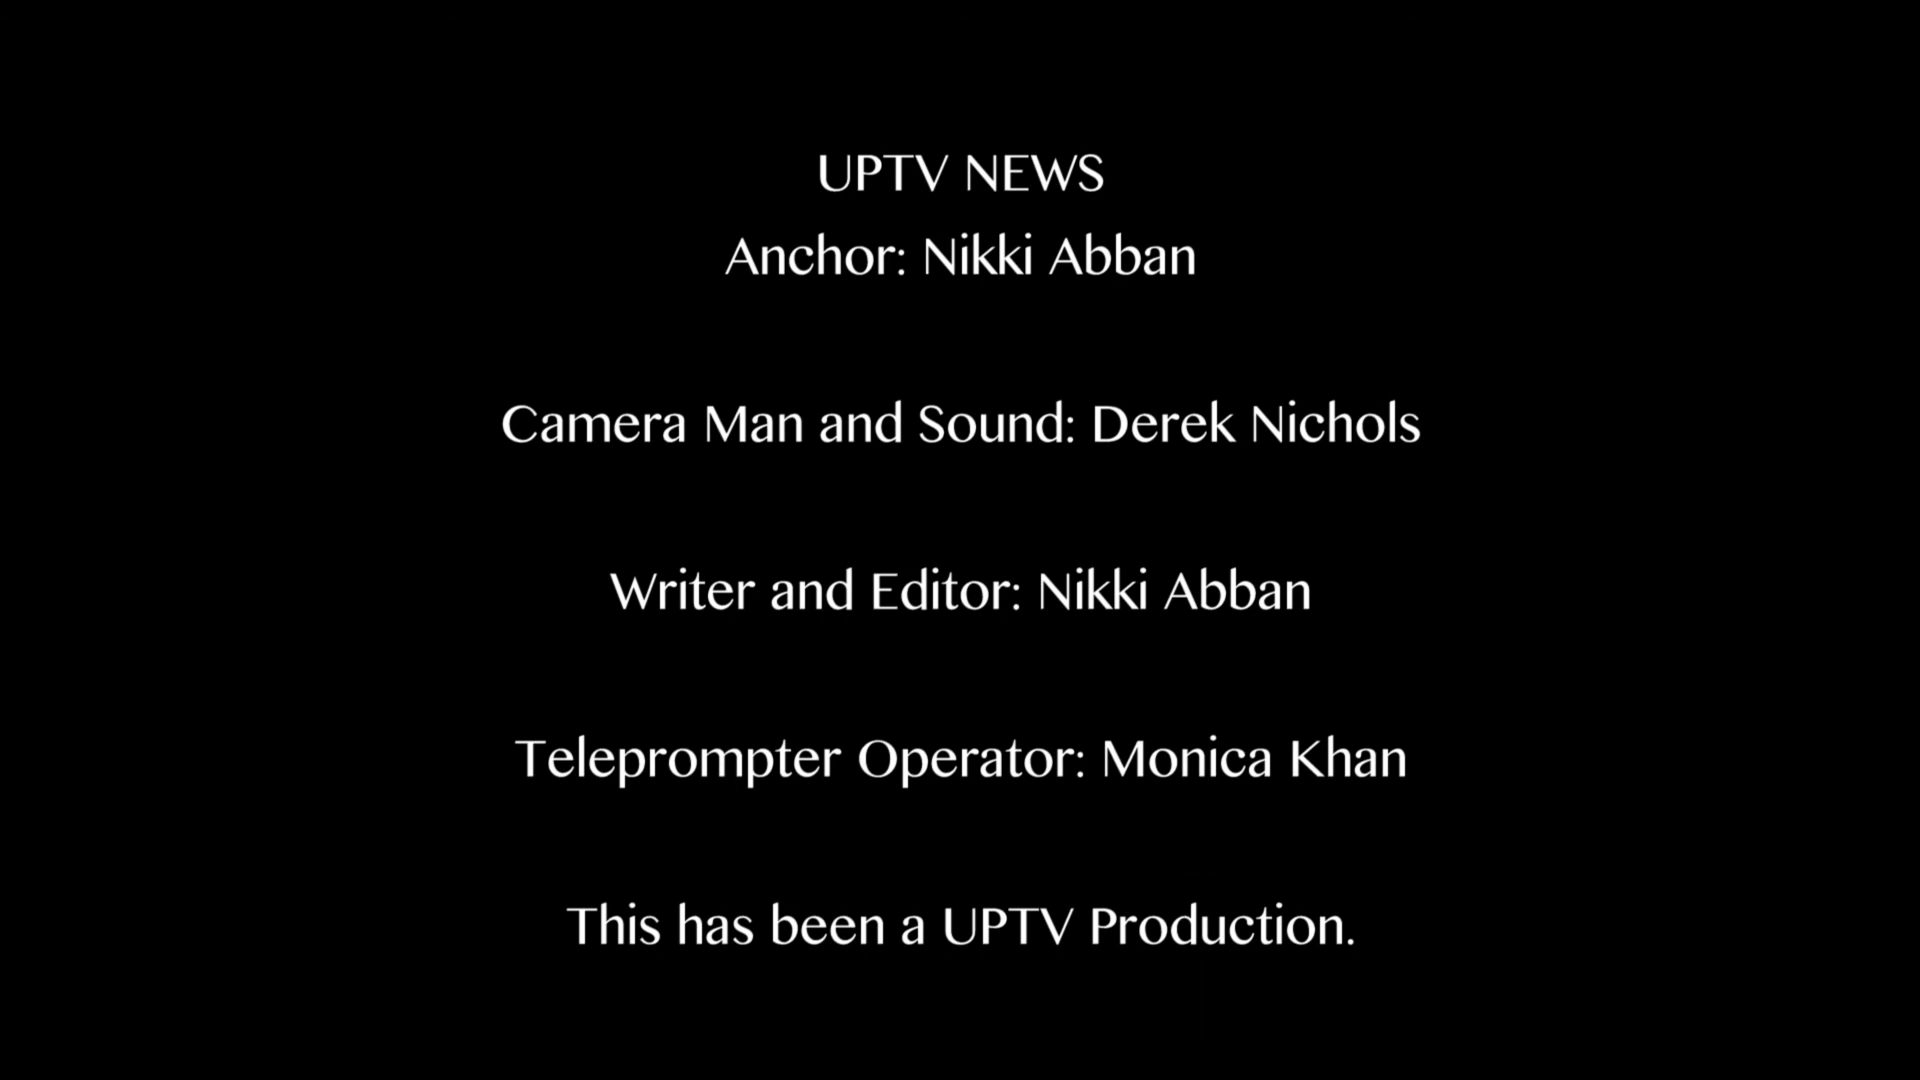 UPTV NEWS
Anchor: Nikki Abban
Camera Man and Sound: Derek Nichols
Writer and Editor: Nikki Abban
Teleprompter Operator: Monica Khan
This has been a UPTV Production.